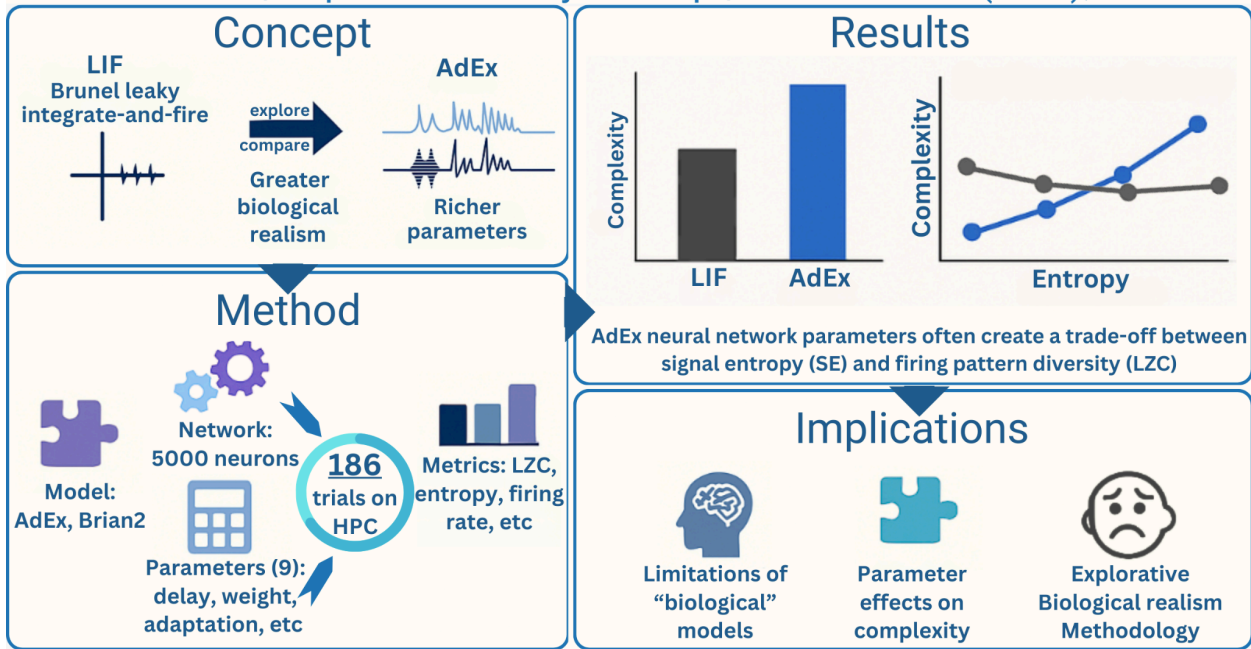 Concept
LIF
Brunel leaky
integrate-and-fire
explore
compare
Greater
biological
realism
AdEx
Richer
parameters
Method
Model:
AdEx, Brian2
Network:
5000 neurons
Parameters (9):
delay, weight,
adaptation, etc
186
trials on
HPC
Metrics: LZC,
entropy, firing
rate, etc
Results
Complexity
LIF
AdEx
Complexity
Entropy
AdEx neural network parameters often create a trade-off between
signal entropy (SE) and firing pattern diversity (LZC)
Implications
Limitations of
“biological”
models
Parameter
effects on
complexity
Explorative
Biological realism
Methodology